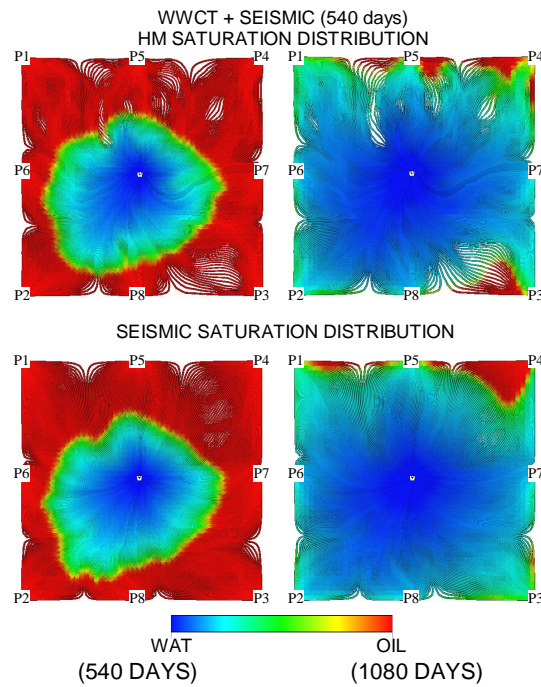 WWCT + SEISMIC (540 days)
HM SATURATION DISTRIBUTION
P1 P5 P4 P1 P5 P4
P6 P7 P6 P7
P2 P8 P3 P2 P8 P3
SEISMIC SATURATION DISTRIBUTION
P1 P5 P4 P1 P5 P4
P6 P7 P6 P7
P2 P8 P3 P2 P8 P3
WAT OIL
(540 DAYS) (1080 DAYS)